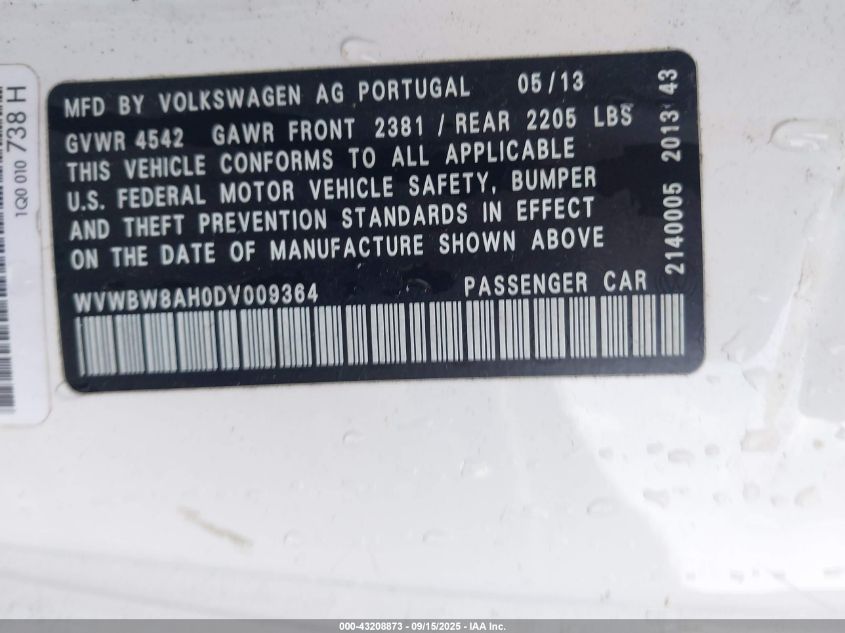 MFD BY VOLKSWAGEN AG PORTUGAL 05/13
GVWR 4542 GAWR FRONT 2381 / REAR 2205 LBS
THIS VEHICLE CONFORMS TO ALL APPLICABLE
U.S. FEDERAL MOTOR VEHICLE SAFETY, BUMPER
AND THEFT PREVENTION STANDARDS IN EFFECT
ON THE DATE OF MANUFACTURE SHOWN ABOVE
WVWBW8AH0DV009364 PASSENGER CAR
2140005 2013 43
1Q0 010 738 H
000-43208873 - 09/15/2025 - IAA Inc.